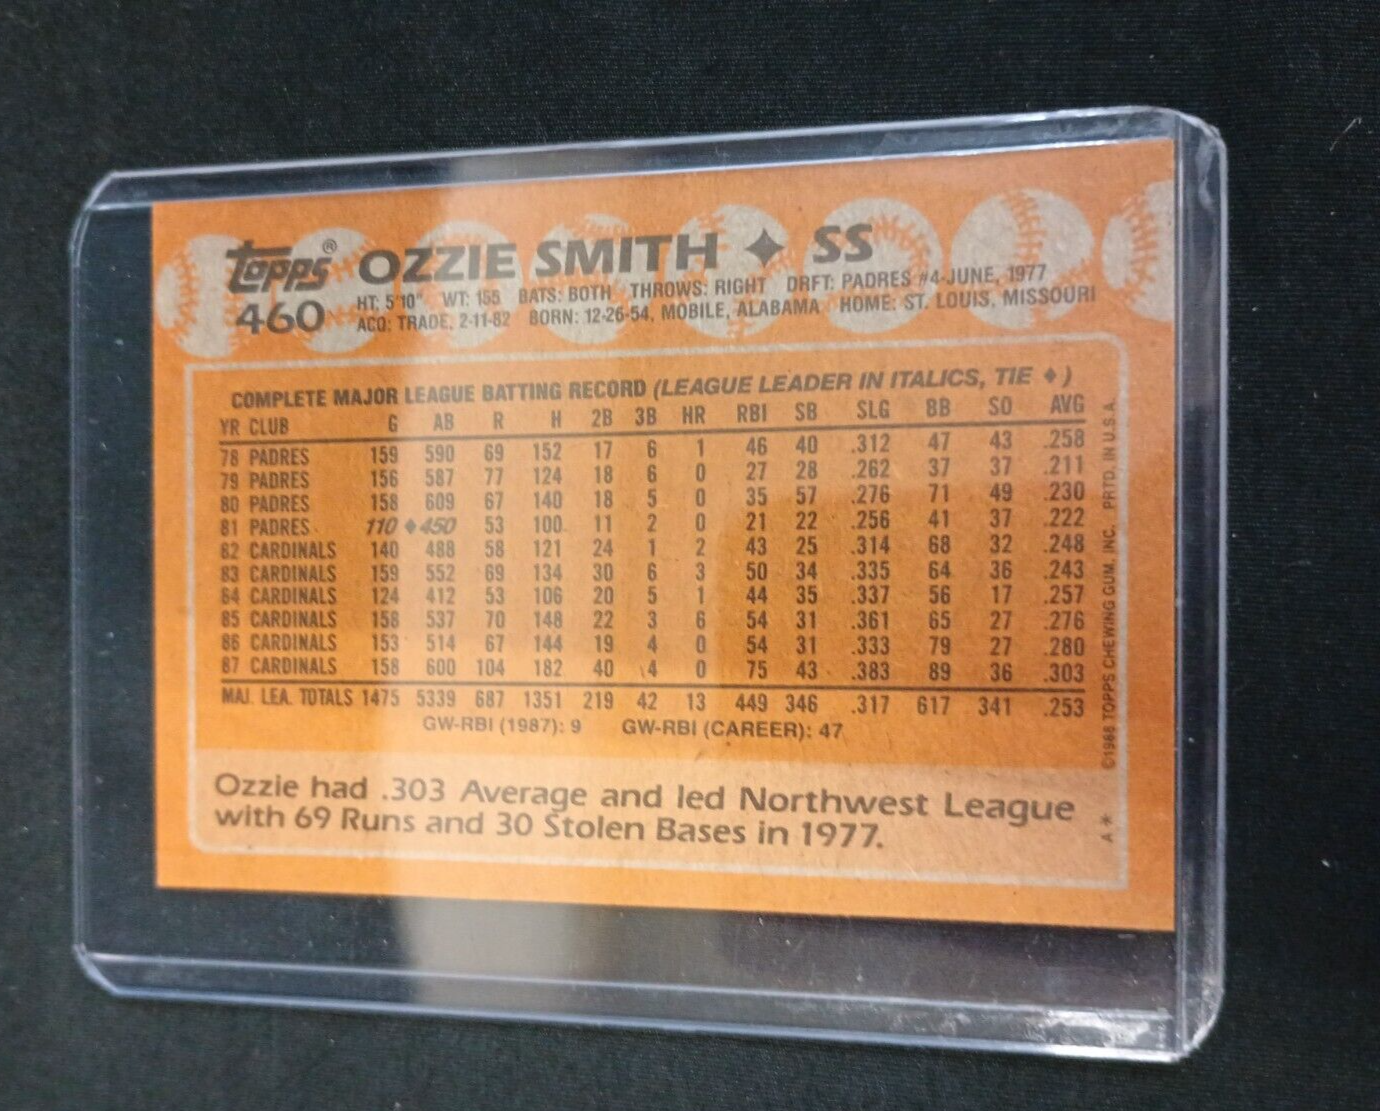 Topps® OZZIE SMITH ✦ SS
460 HT: 5'10" WT: 155 BATS: BOTH THROWS: RIGHT DRFT: PADRES #4-JUNE, 1977
ACQ: TRADE, 2-11-82 BORN: 12-26-54, MOBILE, ALABAMA HOME: ST. LOUIS, MISSOURI
COMPLETE MAJOR LEAGUE BATTING RECORD (LEAGUE LEADER IN ITALICS, TIE ♦)
YR CLUB G AB R H 2B 3B HR RBI SB SLG BB SO AVG
78 PADRES 159 590 69 152 17 6 1 46 40 .312 47 43 .258
79 PADRES 156 587 77 124 18 6 0 27 28 .262 37 37 .211
80 PADRES 158 609 67 140 18 5 0 35 57 .276 71 49 .230
81 PADRES 110 ♦450 53 100 11 2 0 21 22 .256 41 37 .222
82 CARDINALS 140 488 58 121 24 1 2 43 25 .314 68 32 .248
83 CARDINALS 159 552 69 134 30 6 3 50 34 .335 64 36 .243
84 CARDINALS 124 412 53 106 20 5 1 44 35 .337 56 17 .257
85 CARDINALS 158 537 70 148 22 3 6 54 31 .361 65 27 .276
86 CARDINALS 153 514 67 144 19 4 0 54 31 .333 79 27 .280
87 CARDINALS 158 600 104 182 40 4 0 75 43 .383 89 36 .303
MAJ. LEA. TOTALS 1475 5339 687 1351 219 42 13 449 346 .317 617 341 .253
GW-RBI (1987): 9 GW-RBI (CAREER): 47
Ozzie had .303 Average and led Northwest League
with 69 Runs and 30 Stolen Bases in 1977.
©1988 TOPPS CHEWING GUM, INC. PRTD. IN U.S.A.
A*